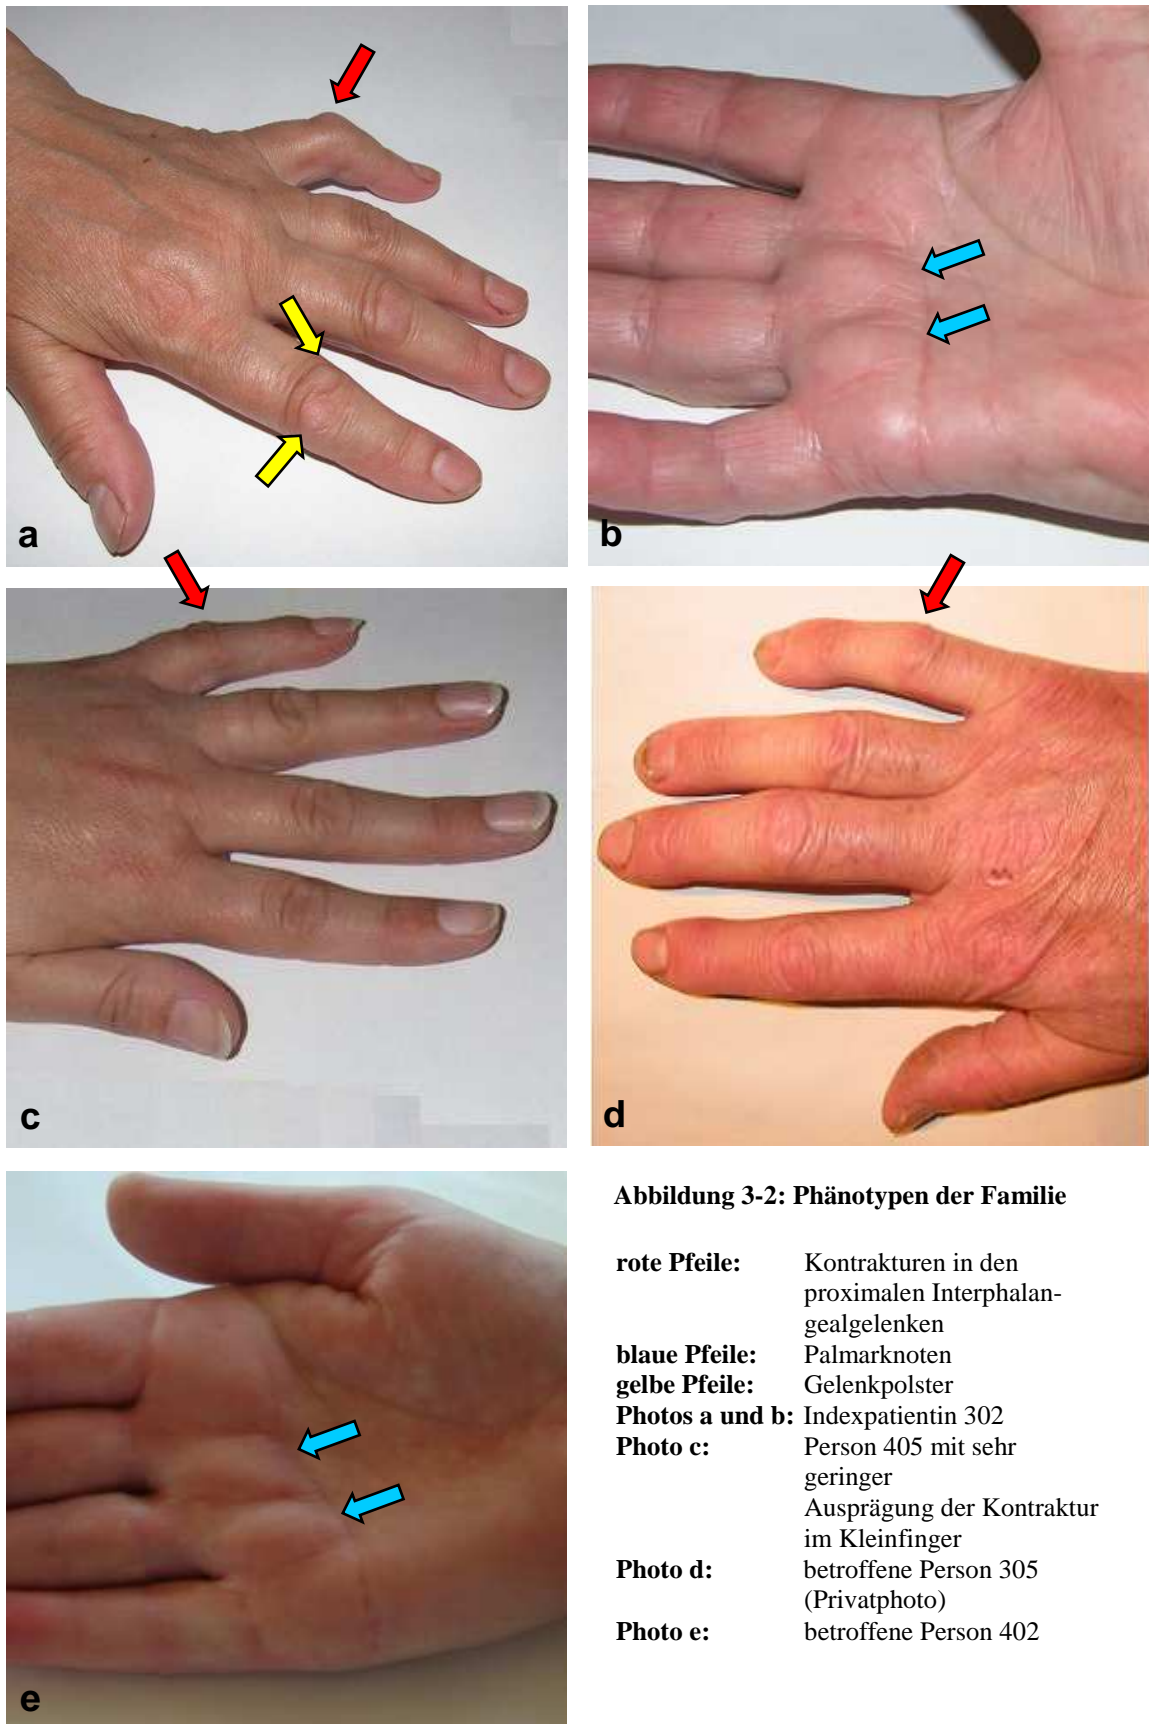 a
b
c
d
e
Abbildung 3-2: Phänotypen der Familie
rote Pfeile: Kontrakturen in den
proximalen Interphalan-
gealgelenken
blaue Pfeile: Palmarknoten
gelbe Pfeile: Gelenkpolster
Photos a und b: Indexpatientin 302
Photo c: Person 405 mit sehr
geringer
Ausprägung der Kontraktur
im Kleinfinger
Photo d: betroffene Person 305
(Privatphoto)
Photo e: betroffene Person 402